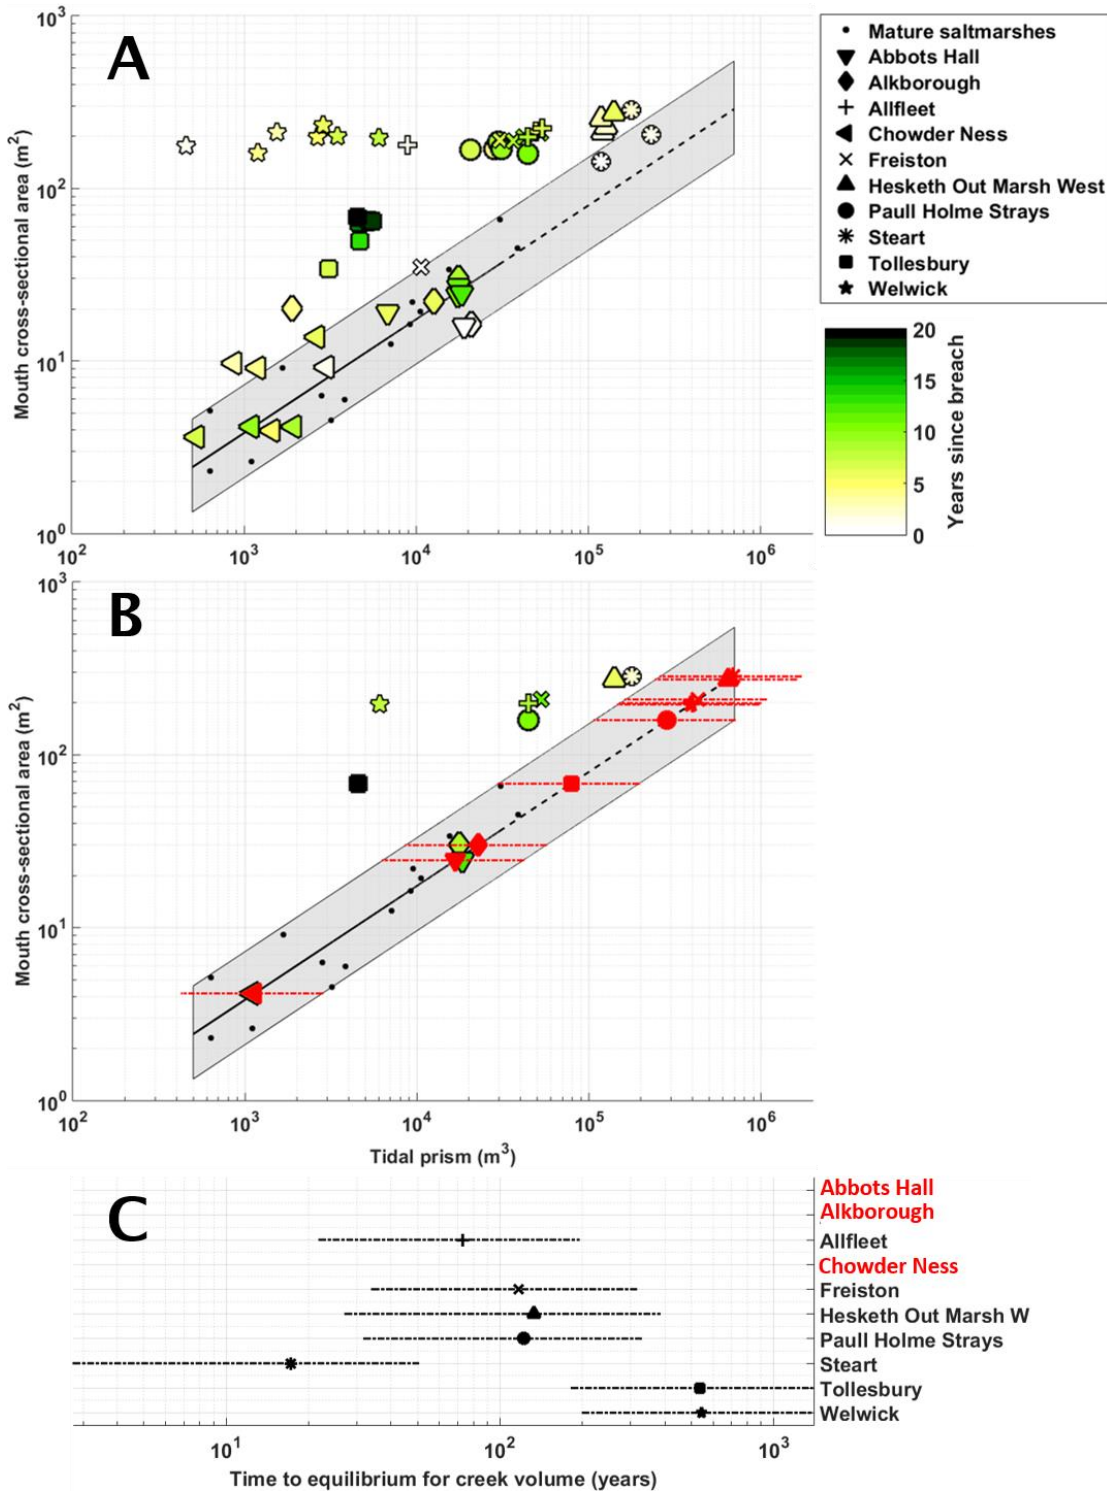 A
10³
10²
10¹
10⁰
Mouth cross-sectional area (m²)
10² 10³ 10⁴ 10⁵ 10⁶
Mature saltmarshes
Abbots Hall
Alkborough
Allfleet
Chowder Ness
Freiston
Hesketh Out Marsh West
Paull Holme Strays
Steart
Tollesbury
Welwick
20
15
10
5
0
Years since breach
B
10³
10²
10¹
10⁰
Mouth cross-sectional area (m²)
10² 10³ 10⁴ 10⁵ 10⁶
Tidal prism (m³)
C
Abbots Hall
Alkborough
Allfleet
Chowder Ness
Freiston
Hesketh Out Marsh W
Paull Holme Strays
Steart
Tollesbury
Welwick
10¹ 10² 10³
Time to equilibrium for creek volume (years)